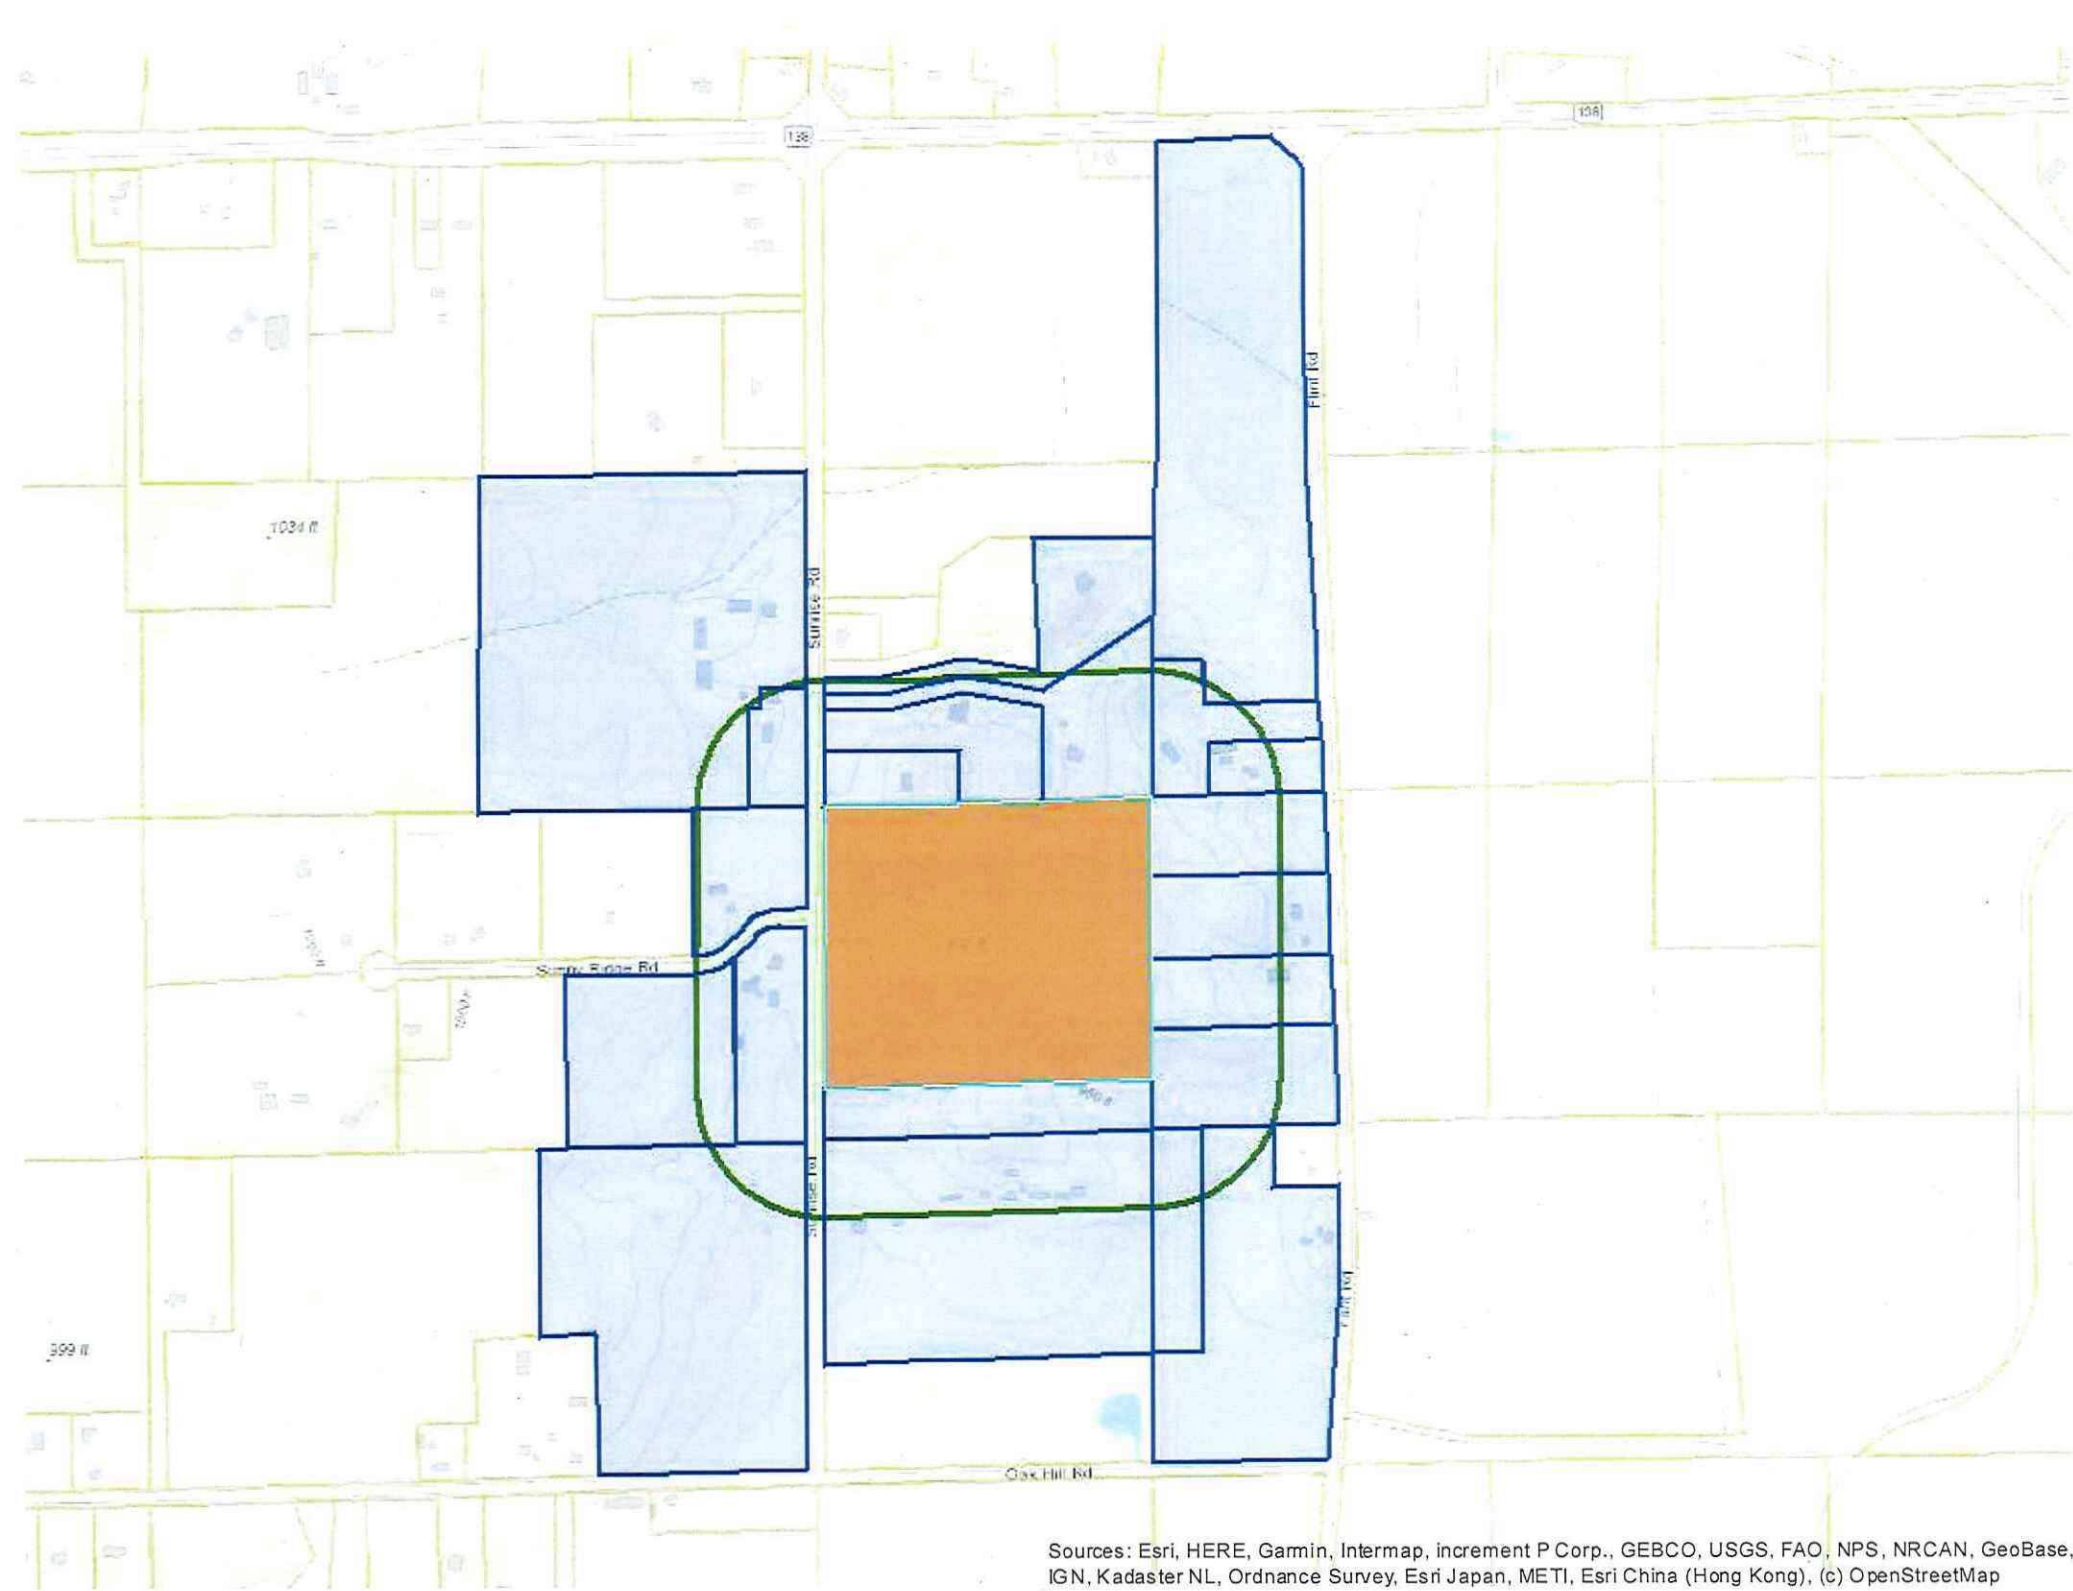 138
138
Flint Rd
1034 ft
Sunrise Rd
Sunny Ridge Rd
960 ft
Sunrise Rd
Flint Rd
999 ft
Oak Hill Rd
Sources: Esri, HERE, Garmin, Intermap, increment P Corp., GEBCO, USGS, FAO, NPS, NRCAN, GeoBase,
IGN, Kadaster NL, Ordnance Survey, Esri Japan, METI, Esri China (Hong Kong), (c) OpenStreetMap